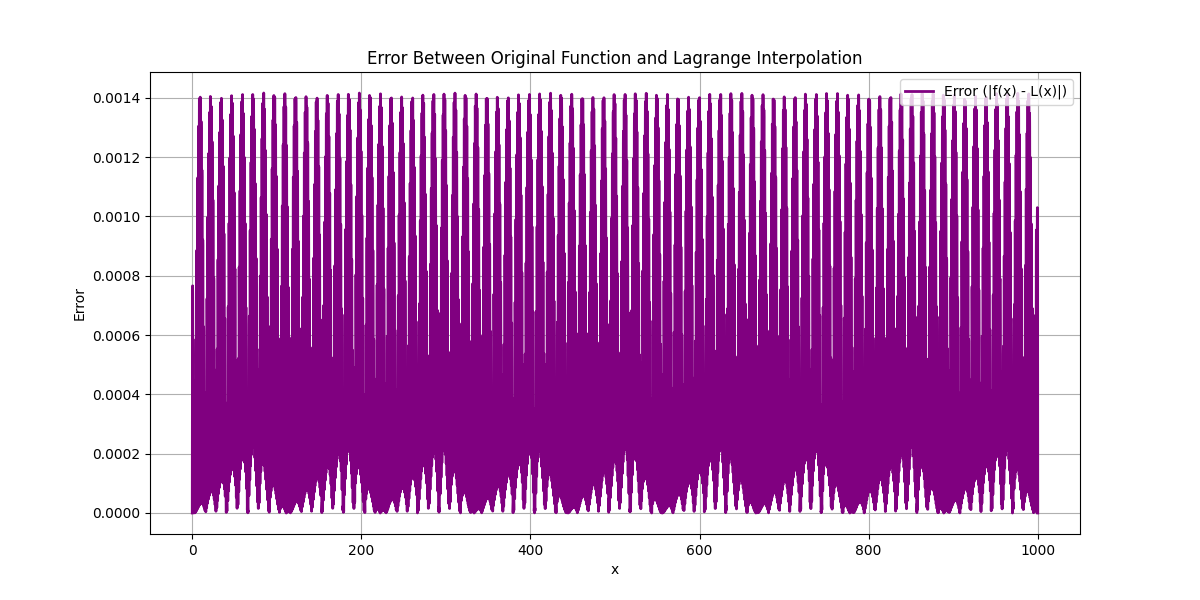 Error Between Original Function and Lagrange Interpolation
Error (|f(x) - L(x)|)
Error
0.0014
0.0012
0.0010
0.0008
0.0006
0.0004
0.0002
0.0000
0 200 400 600 800 1000
x